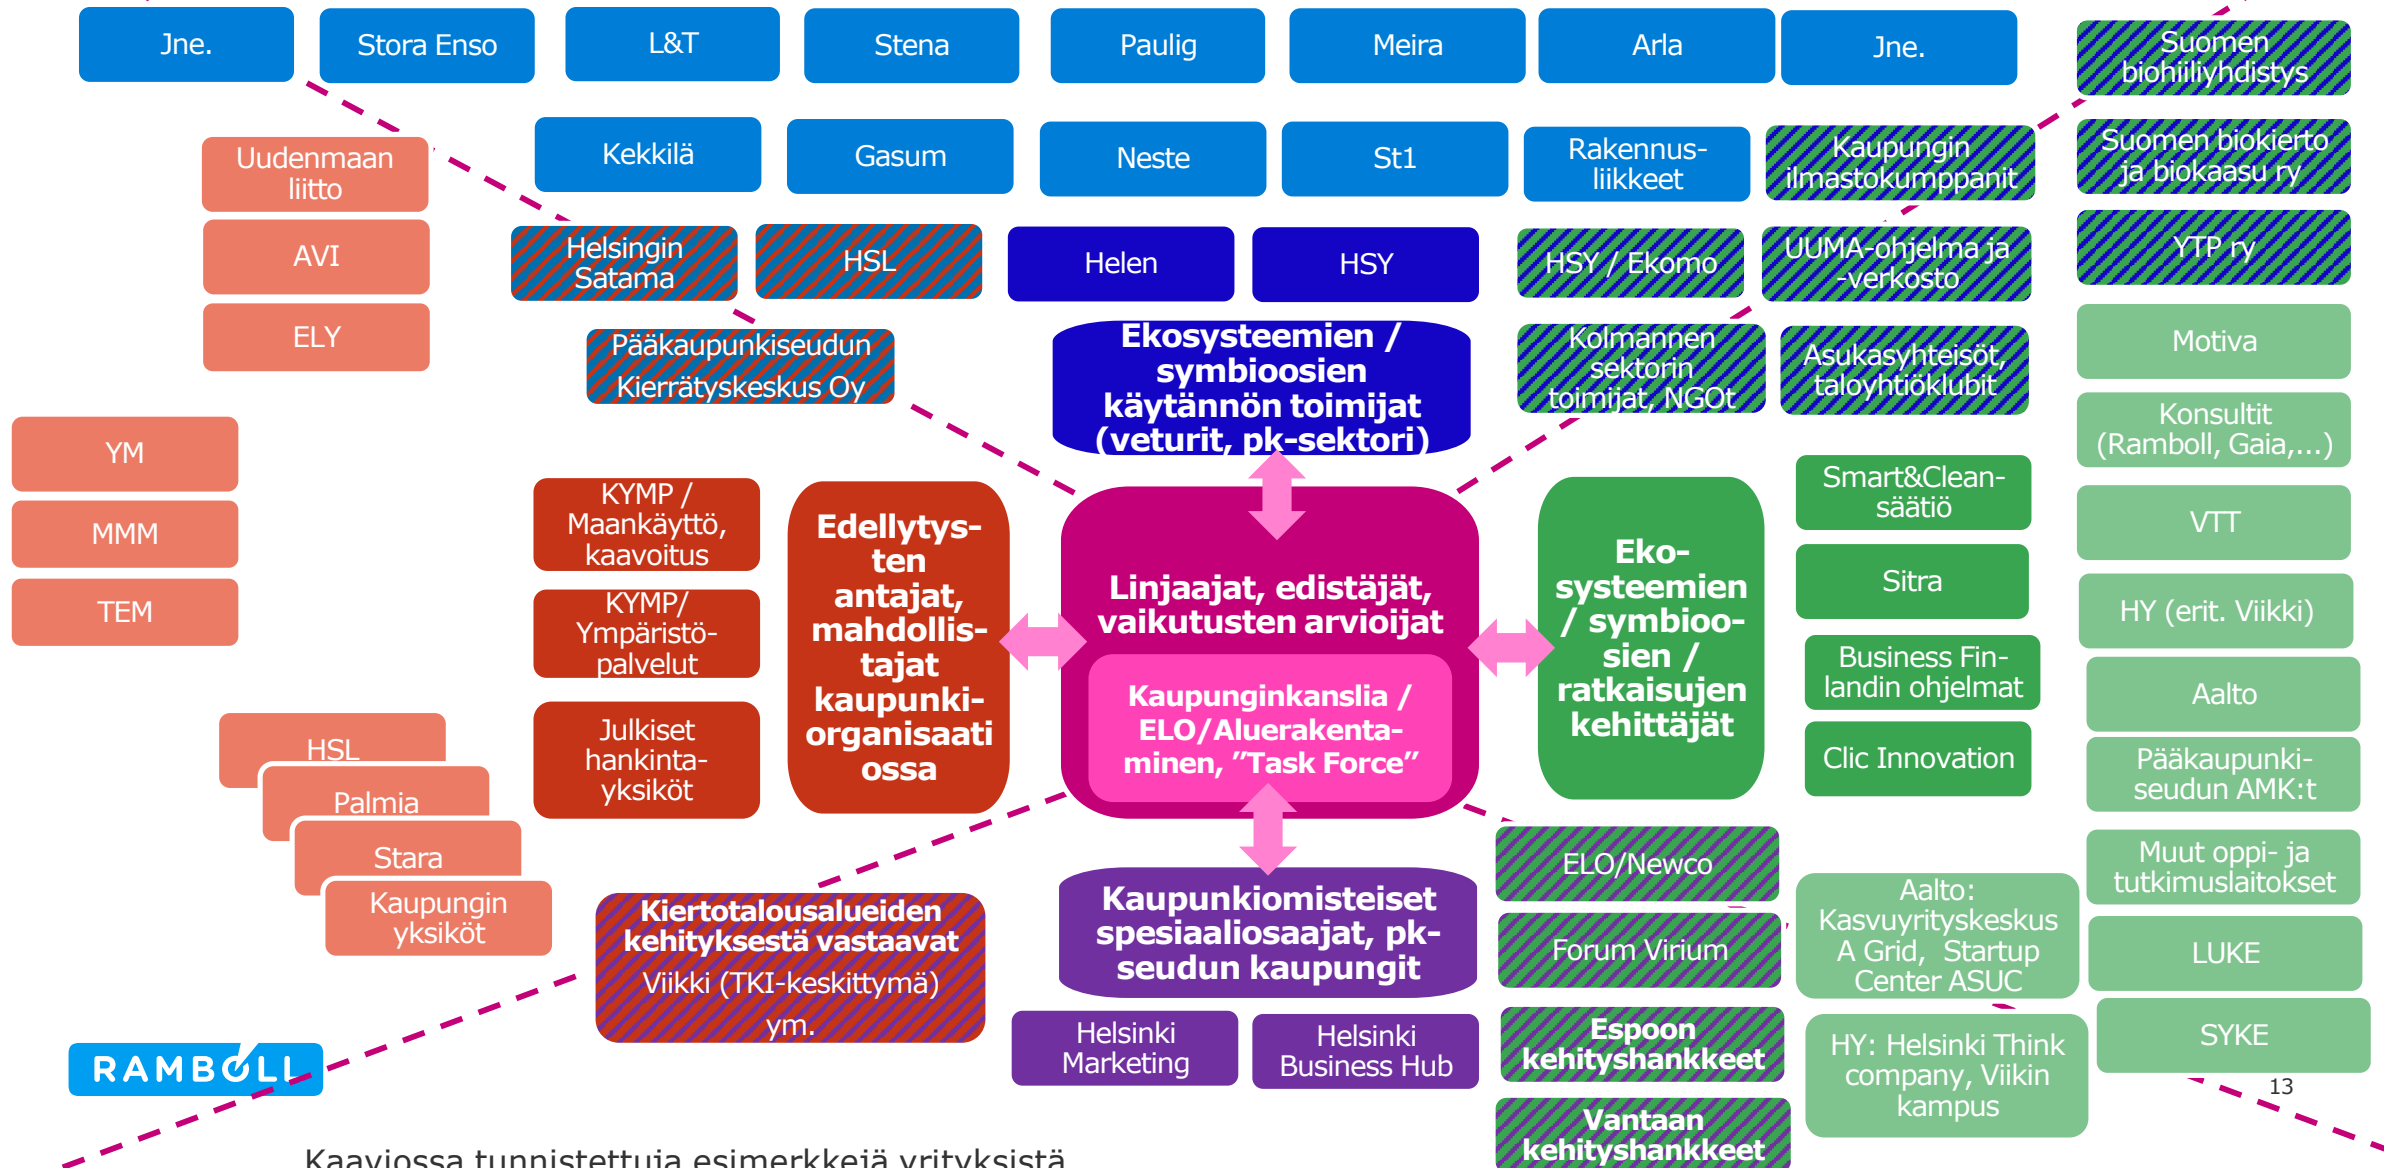 Jne.
Stora Enso
L&T
Stena
Paulig
Meira
Arla
Jne.
Suomen
biohiiliyhdistys
Uudenmaan
liitto
Kekkilä
Gasum
Neste
St1
Rakennus-
liikkeet
Kaupungin
ilmastokumppanit
Suomen biokierto
ja biokaasu ry
AVI
Helsingin
Satama
HSL
Helen
HSY
HSY / Ekomo
UUMA-ohjelma ja
-verkosto
YTP ry
ELY
Pääkaupunkiseudun
Kierrätyskeskus Oy
Ekosysteemien /
symbioosien
käytännön toimijat
(veturit, pk-sektori)
Kolmannen
sektorin
toimijat, NGOt
Asukasyhteisöt,
taloyhtiöklubit
Motiva
Konsultit
(Ramboll, Gaia,...)
YM
MMM
TEM
KYMP /
Maankäyttö,
kaavoitus
KYMP/
Ympäristö-
palvelut
Julkiset
hankinta-
yksiköt
Edellytys-
ten
antajat,
mahdollis-
tajat
kaupunki-
organisaati
ossa
Linjaajat, edistäjät,
vaikutusten arvioijat
Kaupunginkanslia /
ELO/Aluerakenta-
minen, ”Task Force”
Eko-
systeemien
/ symbioo-
sien /
ratkaisujen
kehittäjät
Smart&Clean-
säätiö
Sitra
Business Fin-
landin ohjelmat
Clic Innovation
VTT
HY (erit. Viikki)
Aalto
Pääkaupunki-
seudun AMK:t
HSL
Palmia
Stara
Kaupungin
yksiköt
Kiertotalousalueiden
kehityksestä vastaavat
Viikki (TKI-keskittymä)
ym.
Kaupunkiomisteiset
spesiaaliosaajat, pk-
seudun kaupungit
Helsinki
Marketing
Helsinki
Business Hub
ELO/Newco
Forum Virium
Espoon
kehityshankkeet
Vantaan
kehityshankkeet
Aalto:
Kasvuyrityskeskus
A Grid, Startup
Center ASUC
HY: Helsinki Think
company, Viikin
kampus
Muut oppi- ja
tutkimuslaitokset
LUKE
SYKE
RAMBOLL
13
Kaaviossa tunnistettuja esimerkkejä yrityksistä